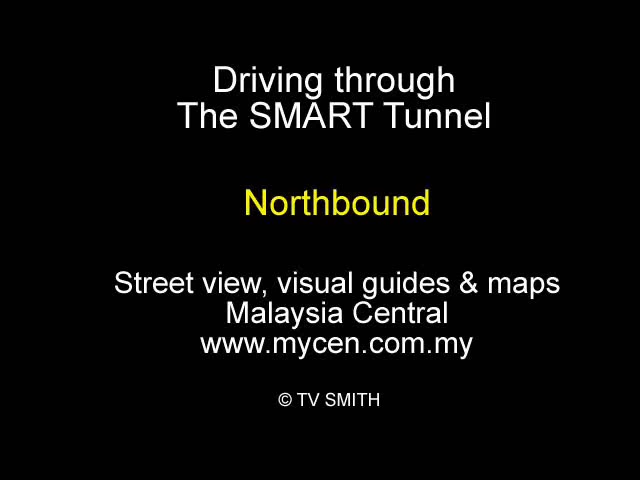 Driving through
The SMART Tunnel
Northbound
Street view, visual guides & maps
Malaysia Central
www.mycen.com.my
© TV SMITH